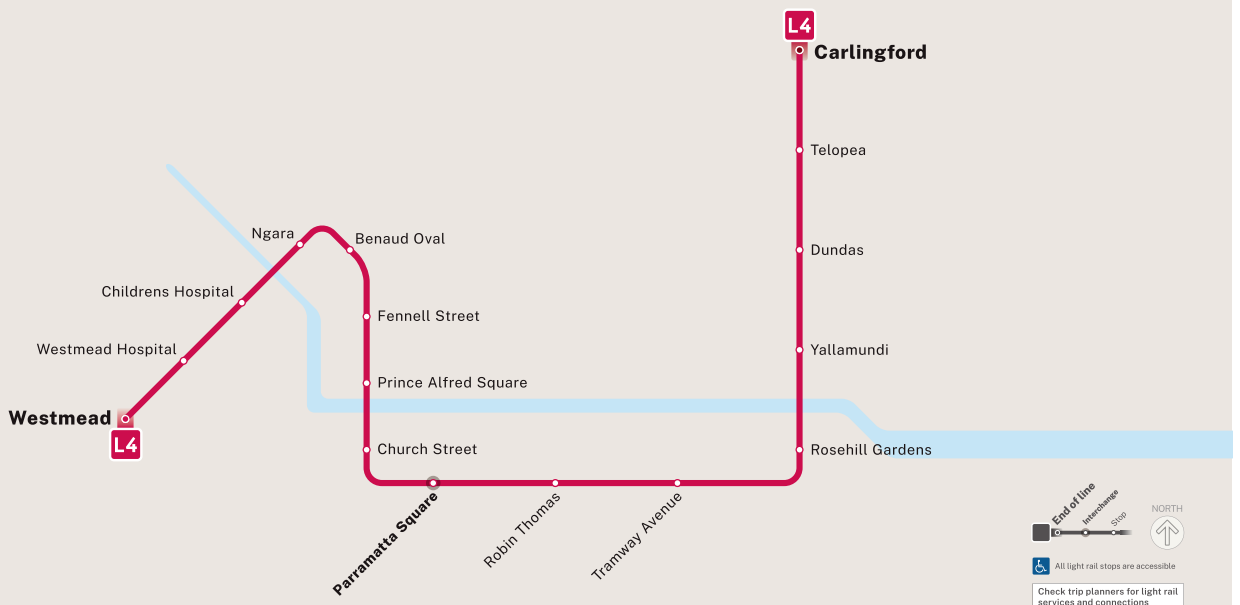 L4
Carlingford
Telopea
Ngara
Benaud Oval
Dundas
Childrens Hospital
Fennell Street
Westmead Hospital
Yallamundi
Prince Alfred Square
Westmead
L4
Church Street
Rosehill Gardens
Parramatta Square
Robin Thomas
Tramway Avenue
End of line
Interchange
Stop
NORTH
All light rail stops are accessible
Check trip planners for light rail
services and connections